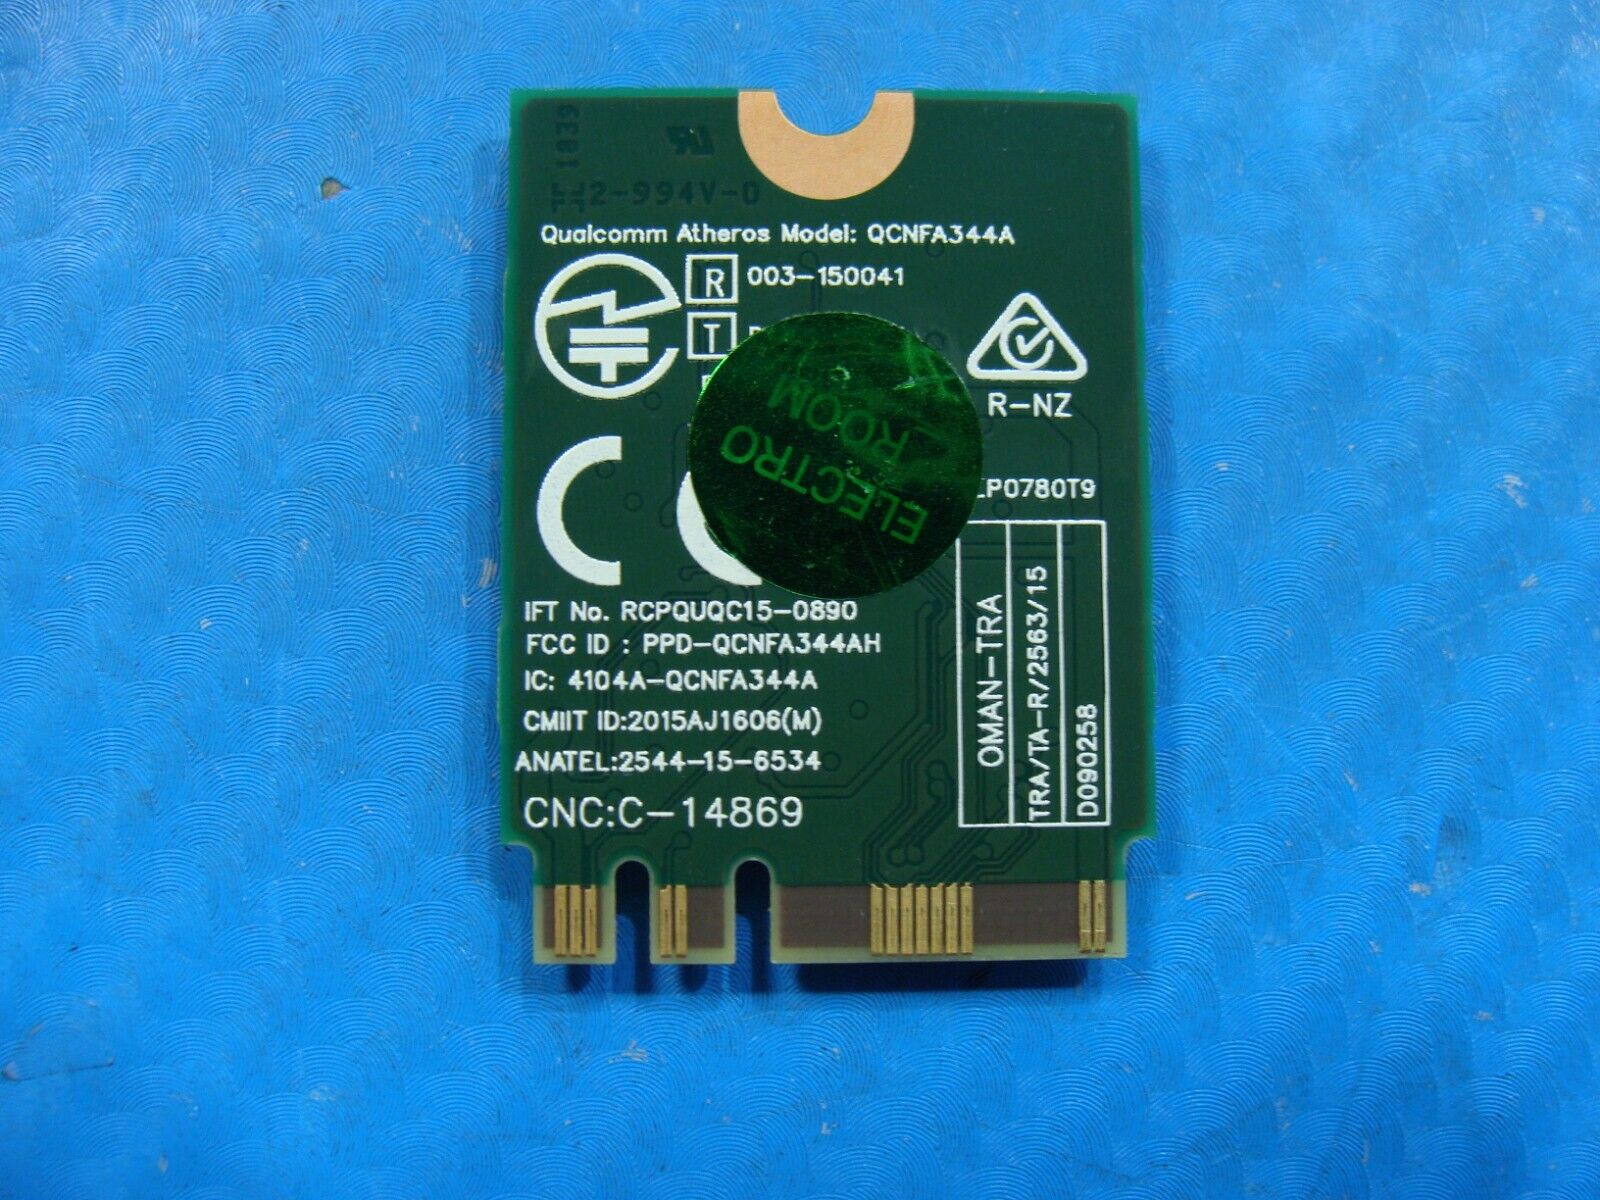 1839
2-994V-0
Qualcomm Atheros Model: QCNFA344A
R 003-150041
T
R-NZ
ELECTRO
ROOM
P0780T9
IFT No. RCPQUQC15-0890
FCC ID : PPD-QCNFA344AH
IC: 4104A-QCNFA344A
CMIIT ID:2015AJ1606(M)
ANATEL:2544-15-6534
CNC:C-14869
OMAN-TRA
TRA/TA-R/2563/15
D090258